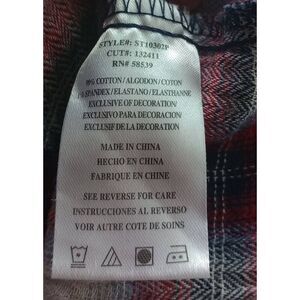 STYLE#: ST10302P
CUT#: 132411
RN# 58539
COTTON/ALGODON/COTON
SPANDEX/ELASTANO/ELASTHANNE
EXCLUSIVE OF DECORATION/
EXCLUSIVO PARA DECORACION/
EXCLUSIF DE LA DECORATION
MADE IN CHINA
HECHO EN CHINA
FABRIQUE EN CHINE
SEE REVERSE FOR CARE
INSTRUCCIONES AL REVERSO
VOIR AUTRE COTE DE SOINS